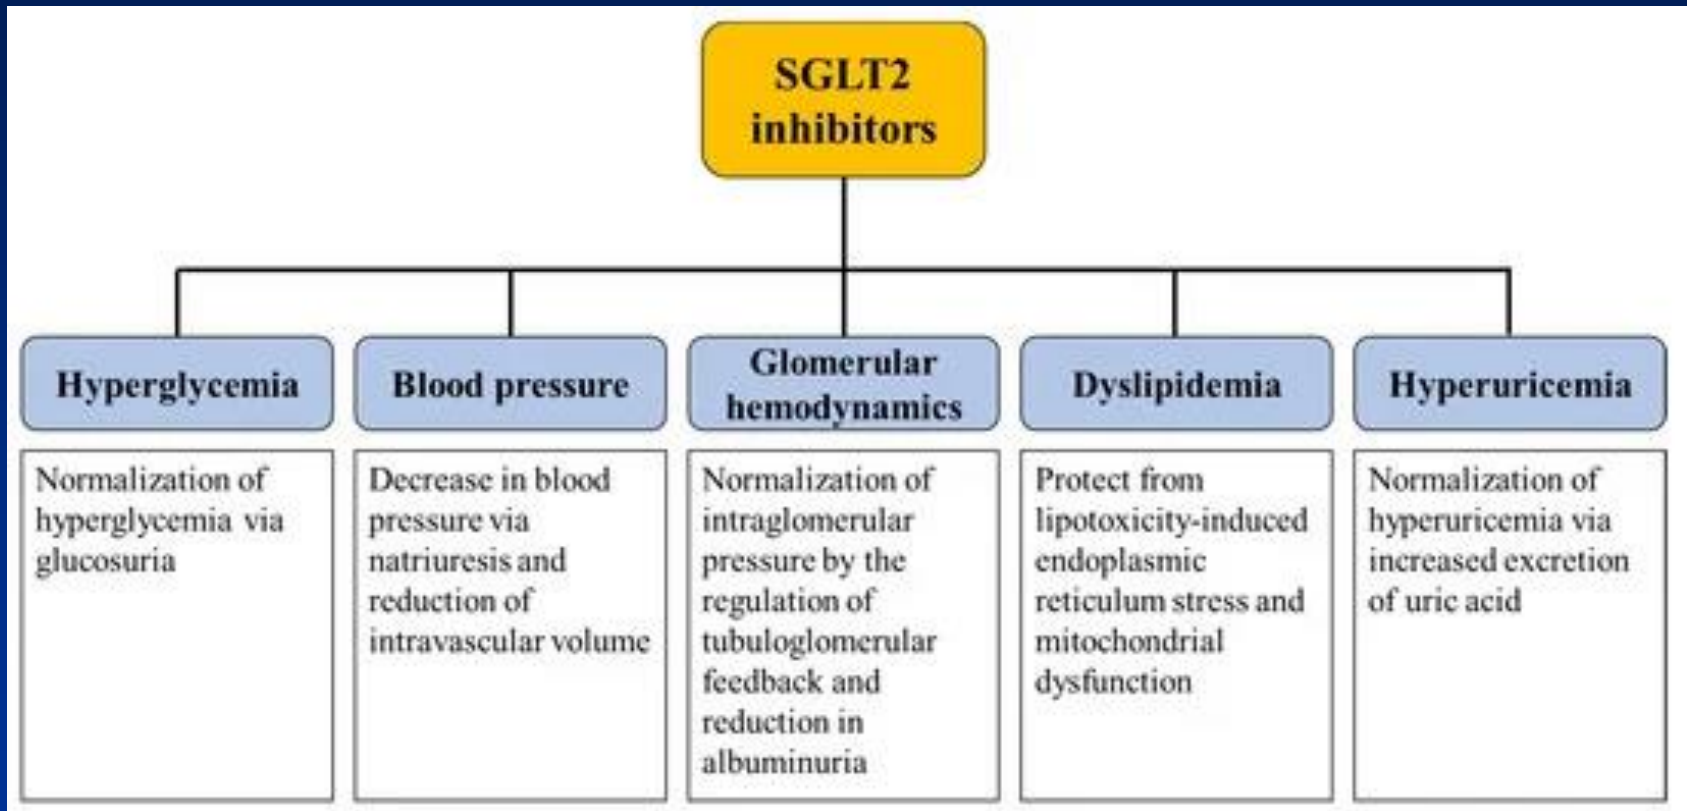 SGLT2
inhibitors
Hyperglycemia
Normalization of
hyperglycemia via
glucosuria
Blood pressure
Decrease in blood
pressure via
natriuresis and
reduction of
intravascular volume
Glomerular
hemodynamics
Normalization of
intraglomerular
pressure by the
regulation of
tubuloglomerular
feedback and
reduction in
albuminuria
Dyslipidemia
Protect from
lipotoxicity-induced
endoplasmic
reticulum stress and
mitochondrial
dysfunction
Hyperuricemia
Normalization of
hyperuricemia via
increased excretion
of uric acid